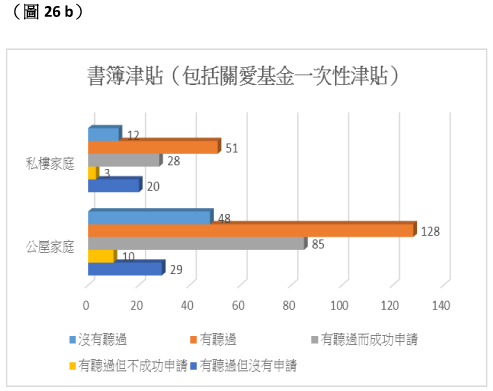 （圖 26 b）
書簿津貼（包括關愛基金一次性津貼）
12
51
私樓家庭
28
3
20
48
128
公屋家庭
85
10
29
0 20 40 60 80 100 120 140
沒有聽過 有聽過 有聽過而成功申請
有聽過但不成功申請 有聽過但沒有申請